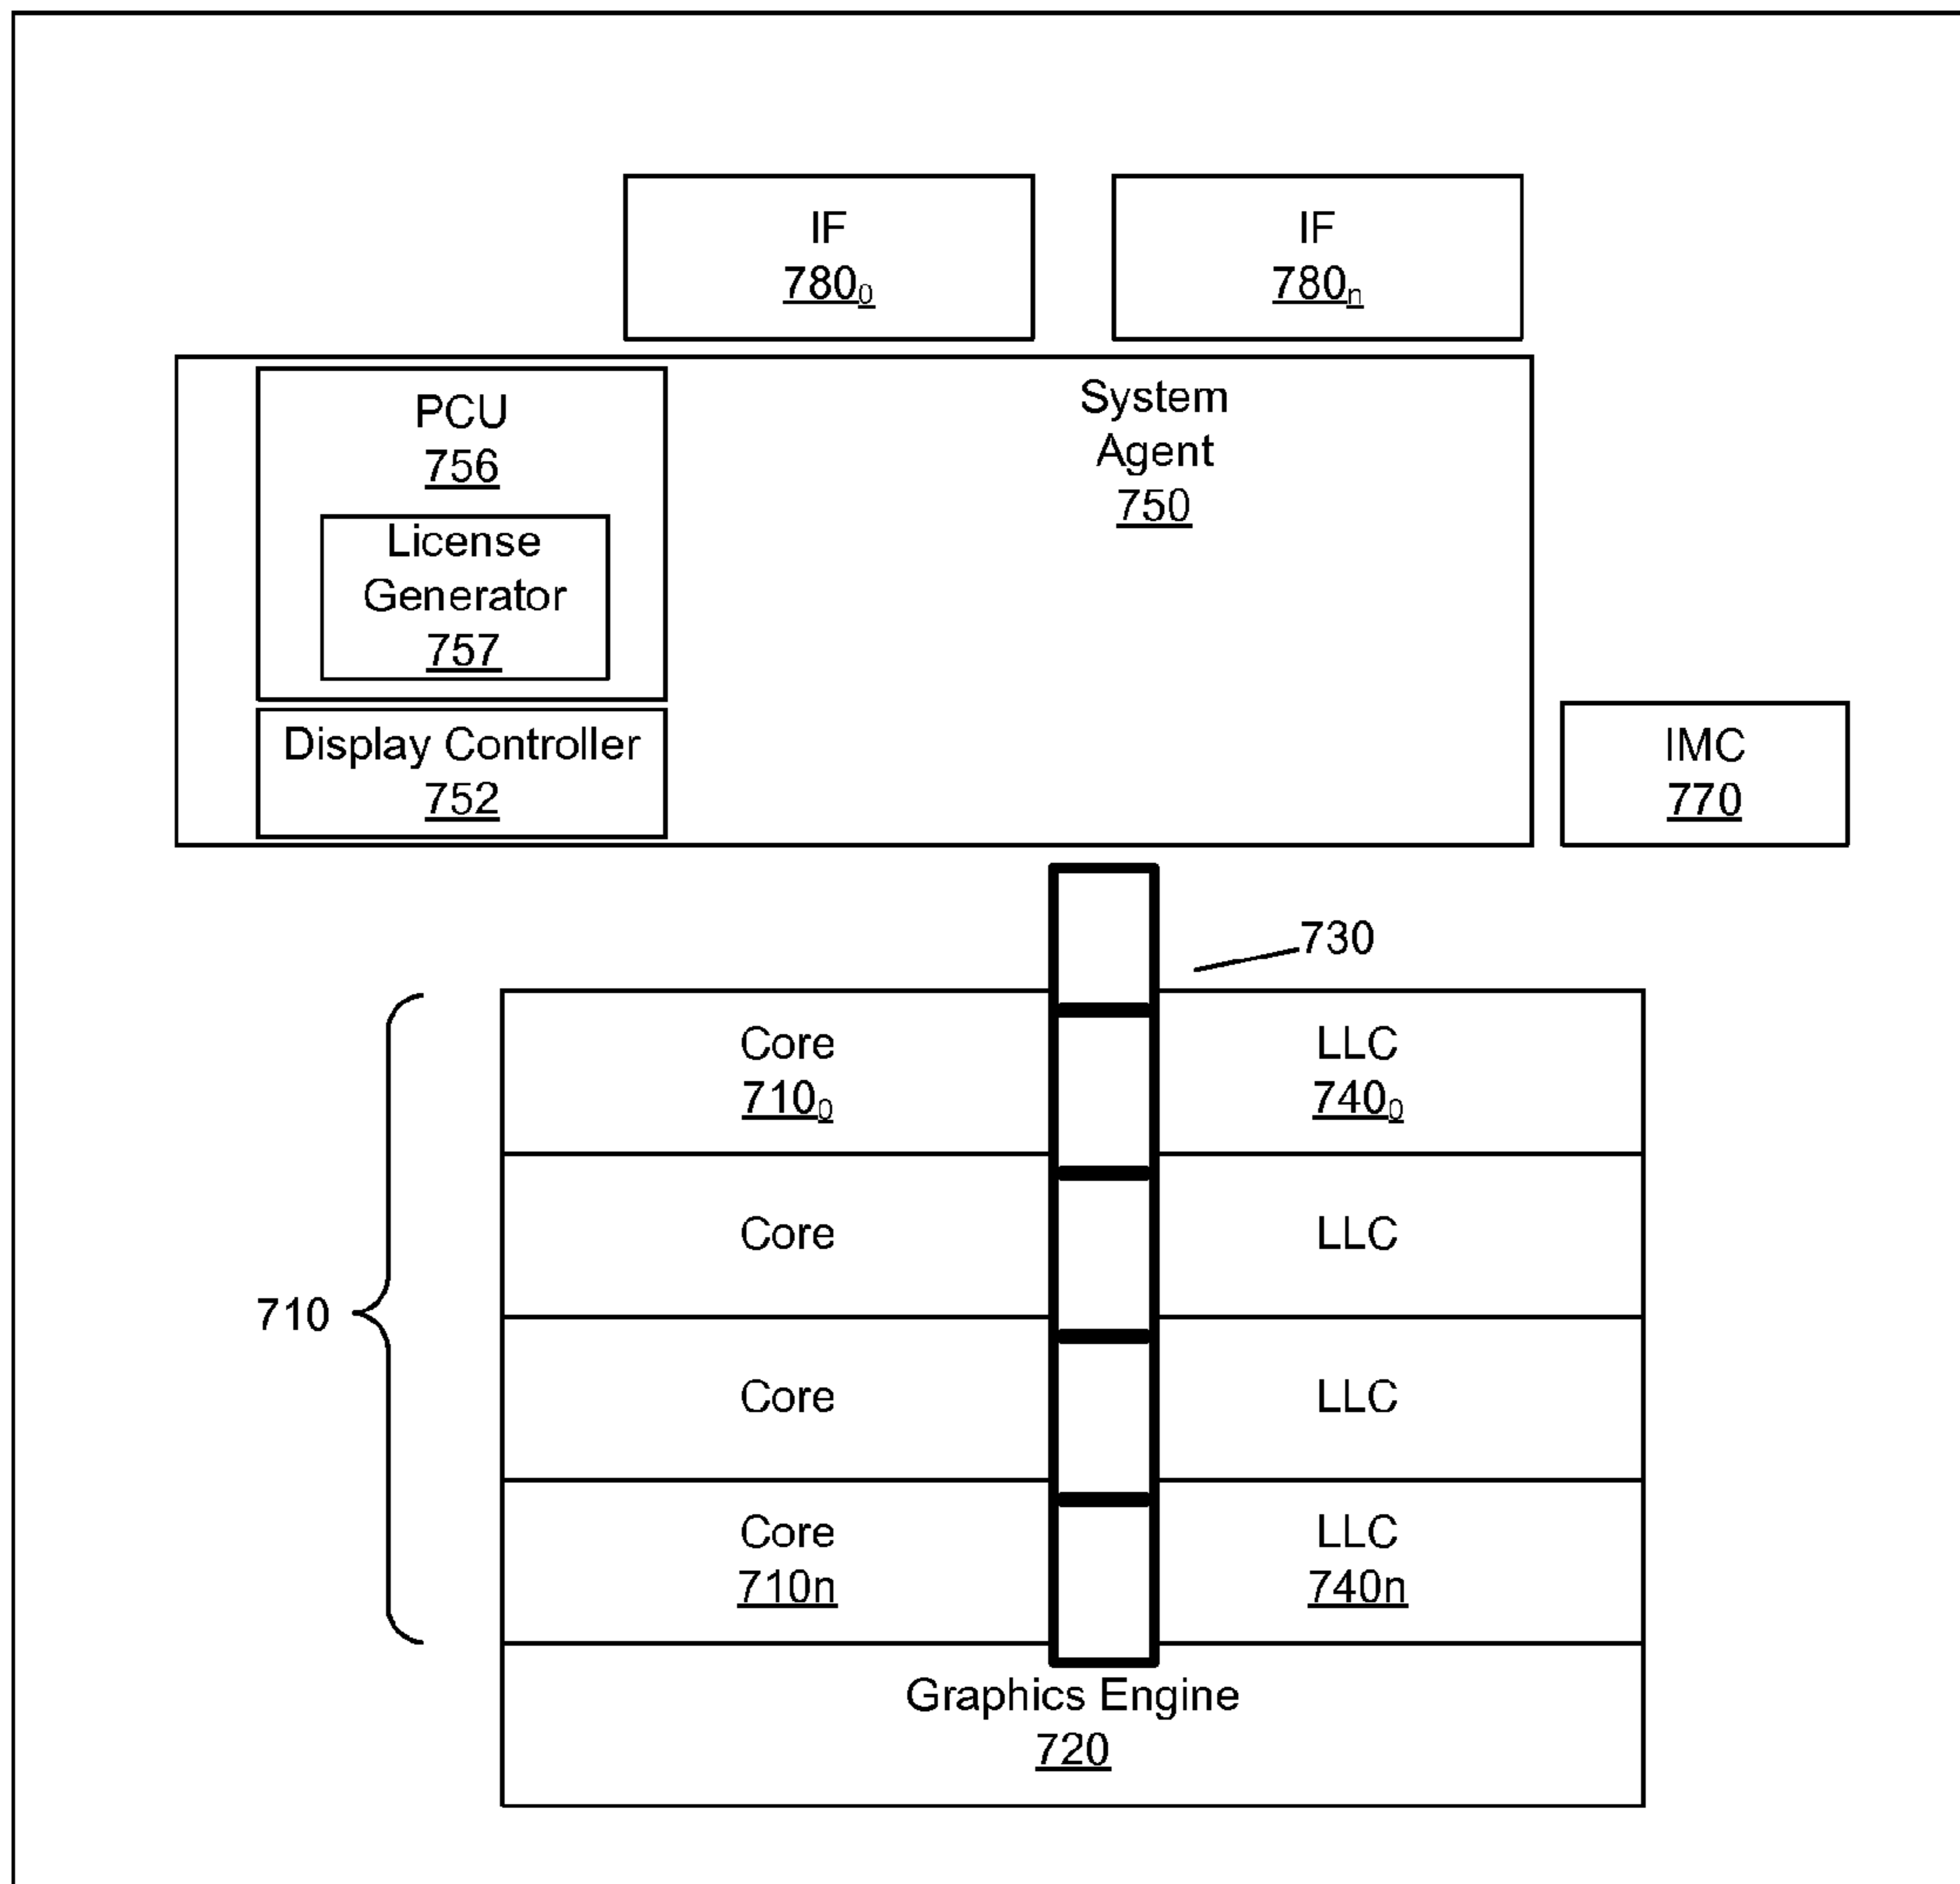 IF
780₀
IF
780ₙ
PCU
756
License
Generator
757
System
Agent
750
Display Controller
752
IMC
770
730
Core
710₀
LLC
740₀
Core
LLC
710
Core
LLC
Core
710n
LLC
740n
Graphics Engine
720